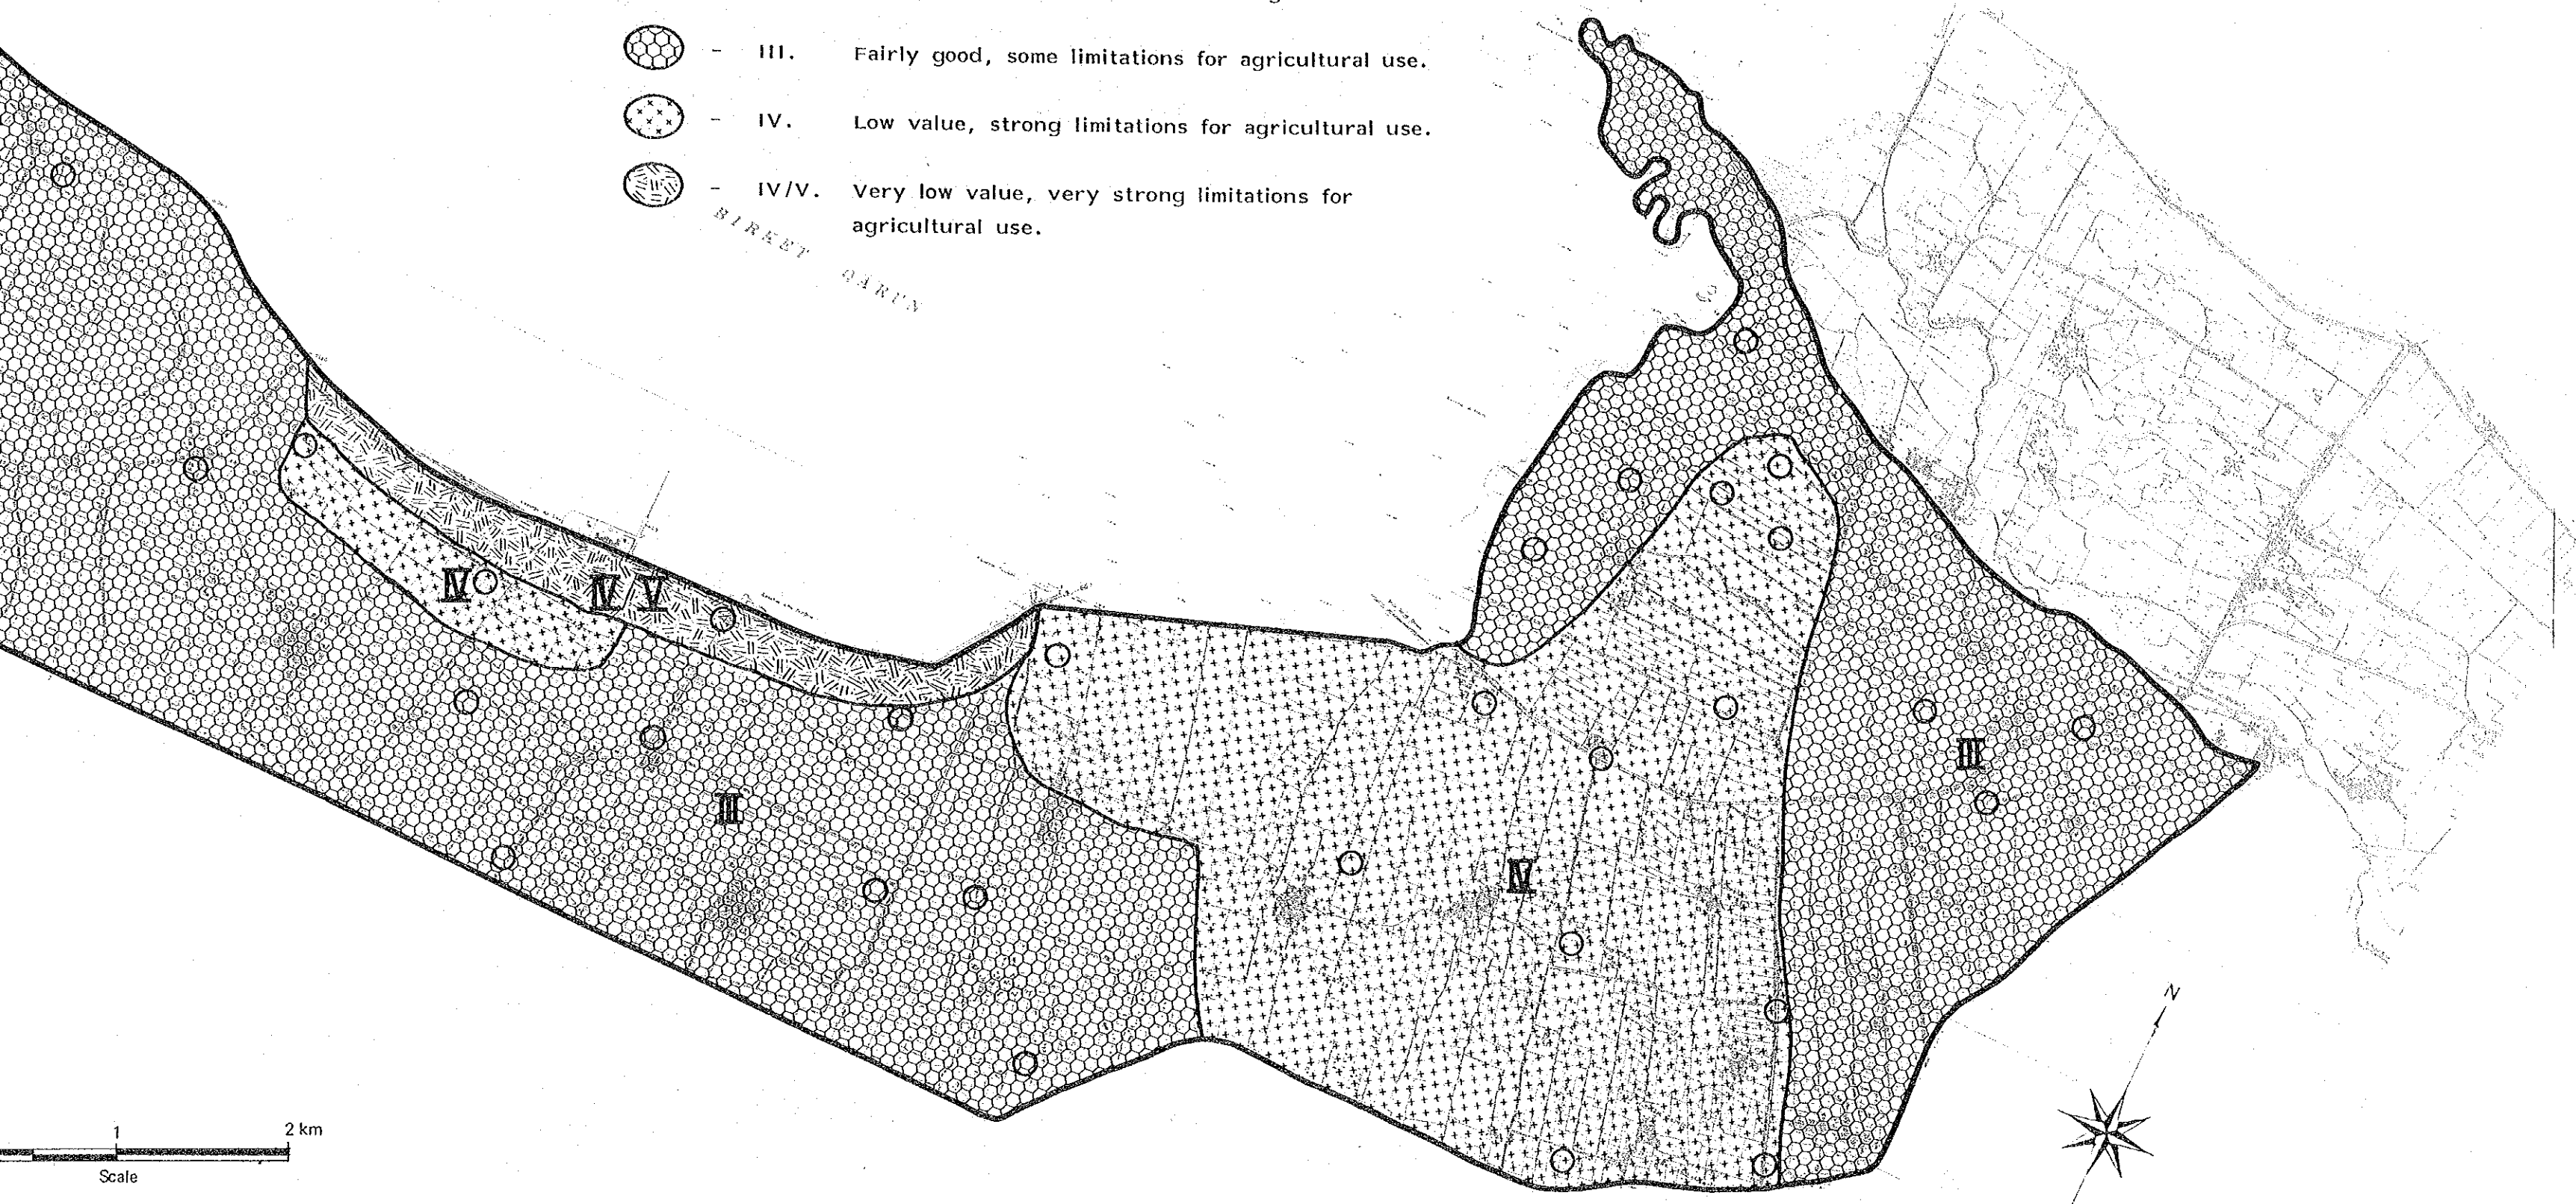 III. Fairly good, some limitations for agricultural use.
IV. Low value, strong limitations for agricultural use.
IV/V. Very low value, very strong limitations for
agricultural use.
BIRKET QARUN
IV
IV/V
III
IV
III
N
1
2 km
Scale